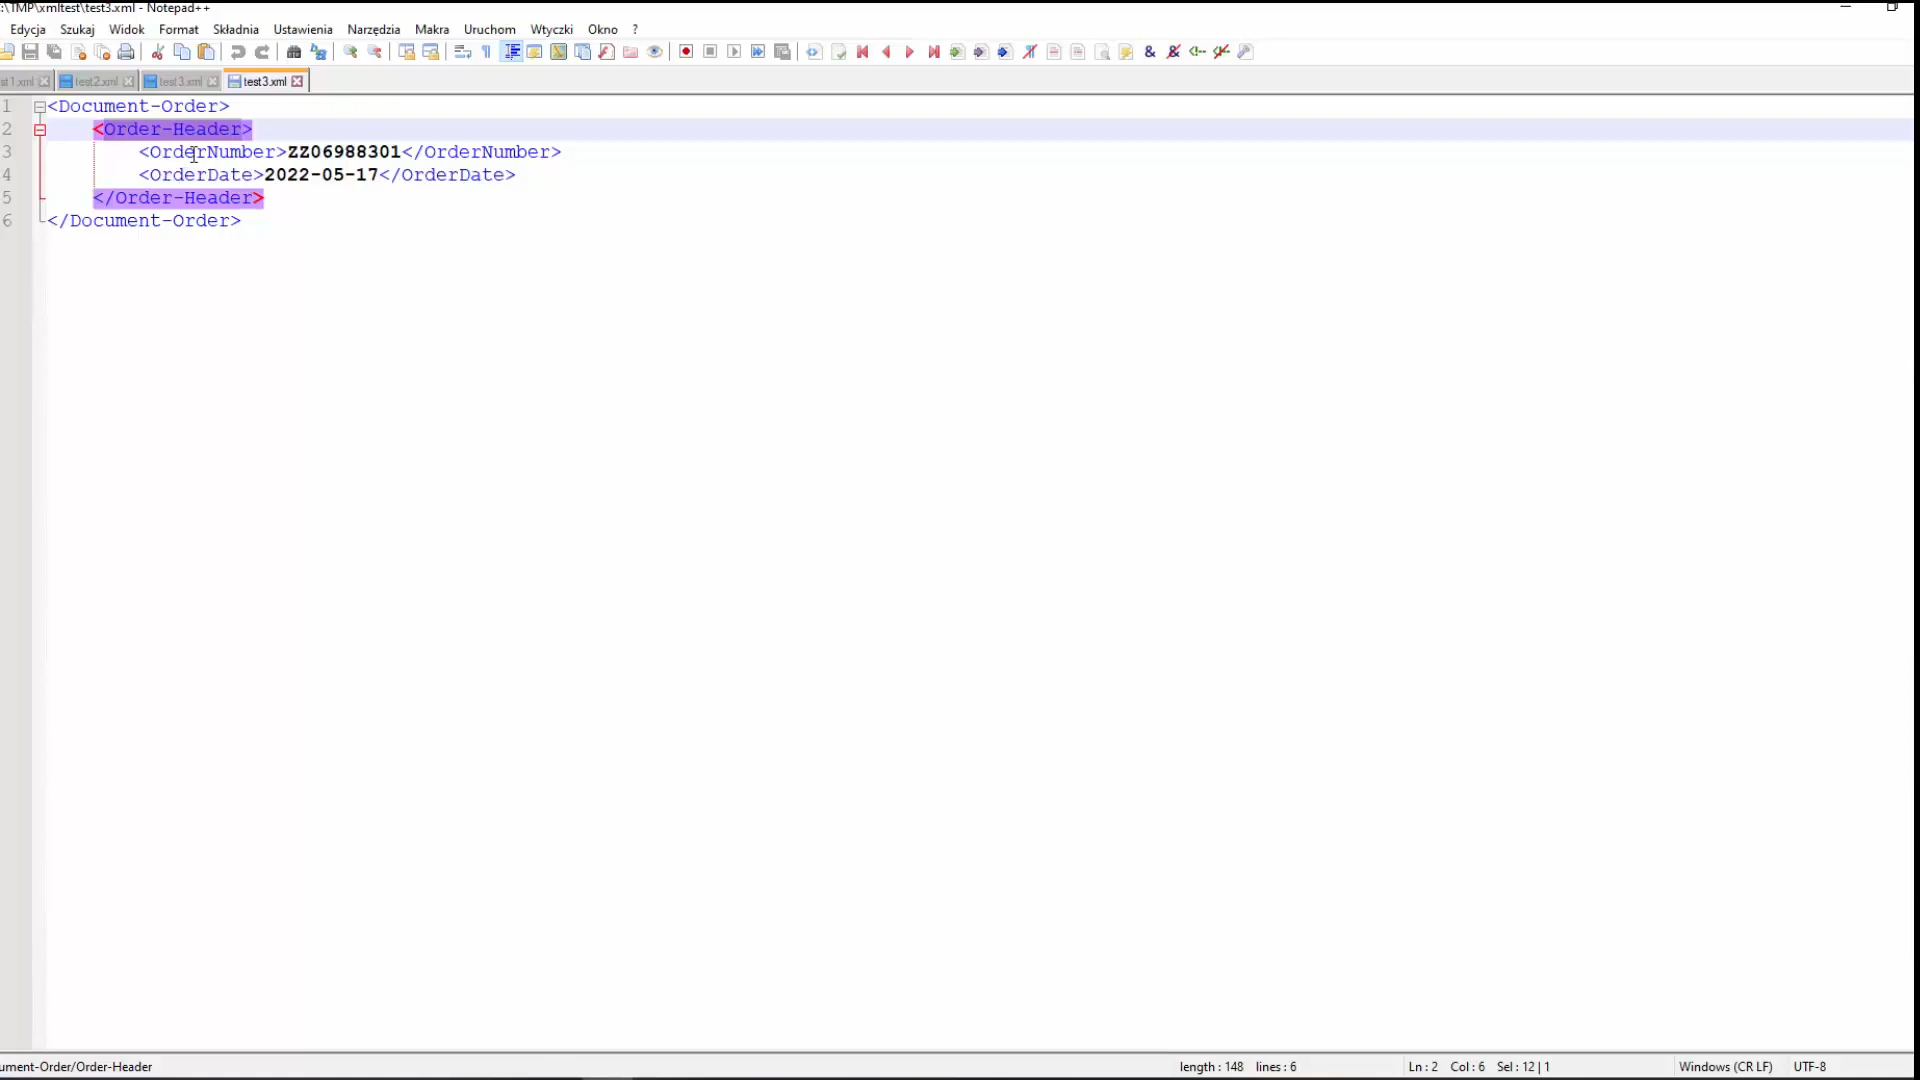 :\TMP\xmltest\test3.xml - Notepad++
Edycja Szukaj Widok Format Składnia Ustawienia Narzędzia Makra Uruchom Wtyczki Okno ?
st1.xml test2.xml test3.xml test3.xml
1 <Document-Order>
2 <Order-Header>
3 <OrderNumber>ZZ06988301</OrderNumber>
4 <OrderDate>2022-05-17</OrderDate>
5 </Order-Header>
6 </Document-Order>
ument-Order/Order-Header length : 148 lines : 6 Ln : 2 Col : 6 Sel : 12 | 1 Windows (CR LF) UTF-8